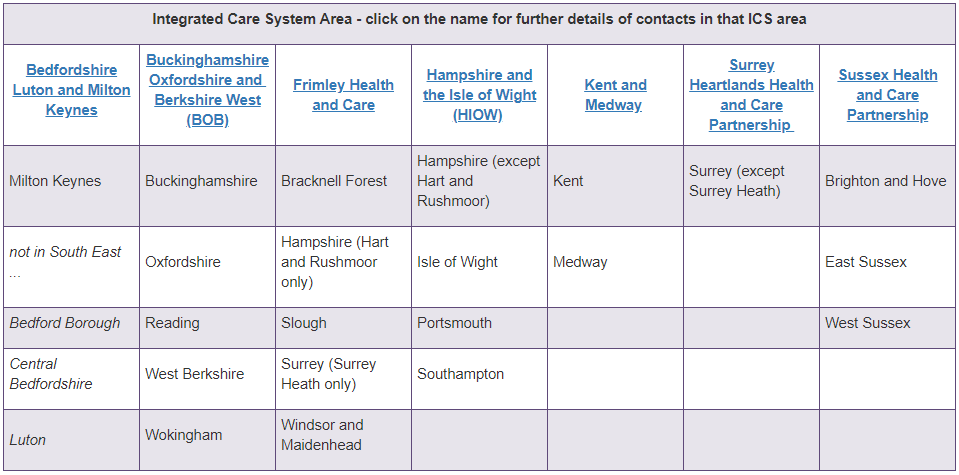 Integrated Care System Area - click on the name for further details of contacts in that ICS area
Bedfordshire
Luton and Milton
Keynes
Buckinghamshire
Oxfordshire and
Berkshire West
(BOB)
Frimley Health
and Care
Hampshire and
the Isle of Wight
(HIOW)
Kent and
Medway
Surrey
Heartlands Health
and Care
Partnership
Sussex Health
and Care
Partnership
Milton Keynes
Buckinghamshire
Bracknell Forest
Hampshire (except
Hart and
Rushmoor)
Kent
Surrey (except
Surrey Heath)
Brighton and Hove
not in South East
...
Oxfordshire
Hampshire (Hart
and Rushmoor
only)
Isle of Wight
Medway
East Sussex
Bedford Borough
Reading
Slough
Portsmouth
West Sussex
Central
Bedfordshire
West Berkshire
Surrey (Surrey
Heath only)
Southampton
Luton
Wokingham
Windsor and
Maidenhead